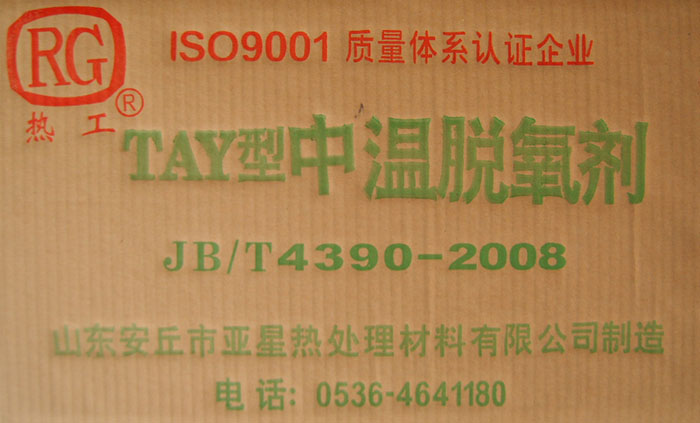 RG®
热工
ISO9001 质量体系认证企业
TAY型中温脱氧剂
JB/T4390-2008
山东安丘市亚星热处理材料有限公司制造
电话: 0536-4641180